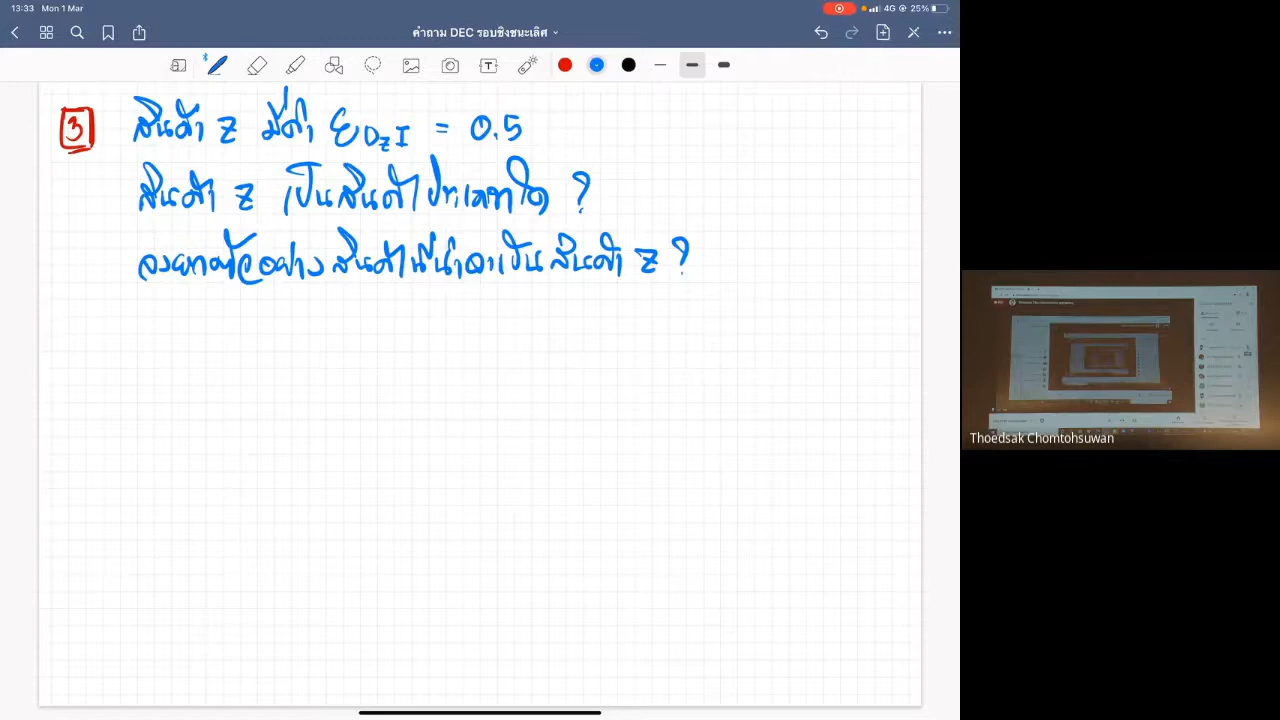 13:33 Mon 1 Mar
4G 25%
คำถาม DEC รอบชิงชนะเลิศ
3 สินค้า Z มีค่า ƐDzI = 0.5
สินค้า Z เป็นสินค้าประเภทใด ?
จงยกตัวอย่างสินค้าที่น่าจะเป็นสินค้า Z ?
Thoedsak Chomtohsuwan